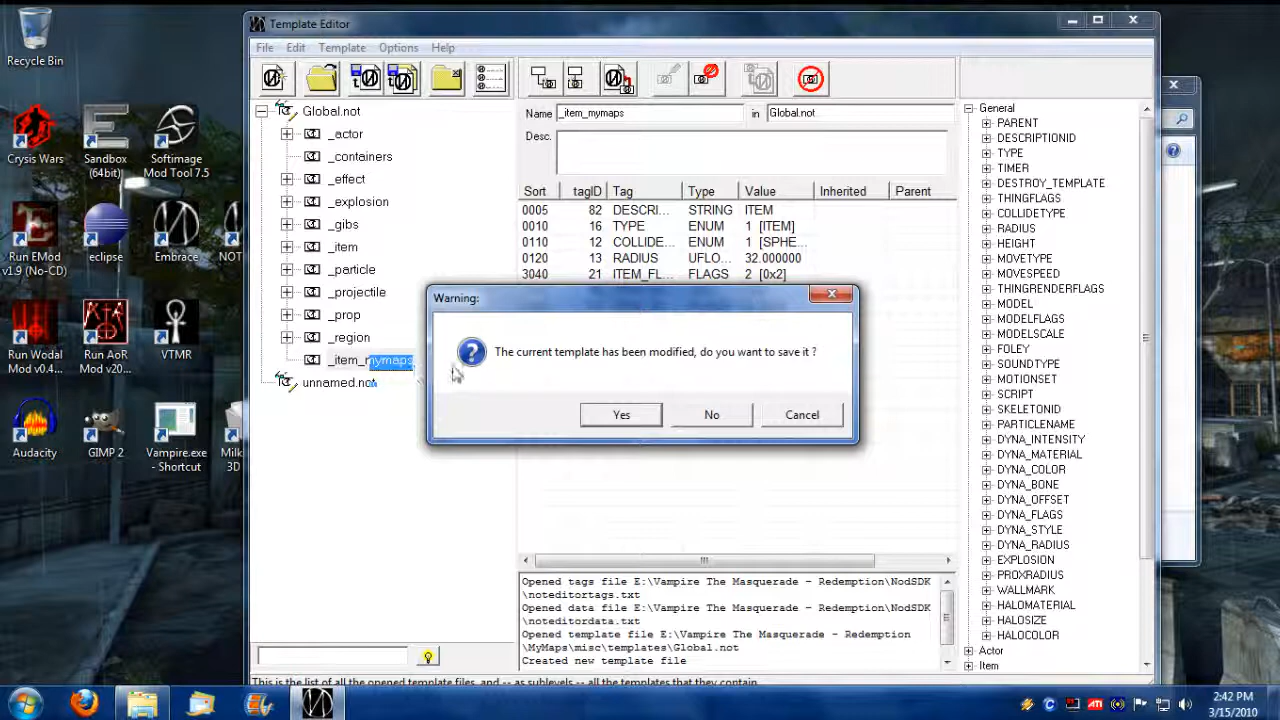 Recycle Bin
Crysis Wars
Sandbox (64bit)
Softimage Mod Tool 7.5
Run EMod v1.9 (No-CD)
eclipse
Embrace
NOT
Run Wodal Mod v0.4...
Run AoR Mod v20...
VTMR
Audacity
GIMP 2
Vampire.exe - Shortcut
Milk
3D
Template Editor
File Edit Template Options Help
Global.not
_actor
_containers
_effect
_explosion
_gibs
_item
_particle
_projectile
_prop
_region
_item_mymaps
unnamed.not
Name _item_mymaps in Global.not
Desc.
Sort tagID Tag Type Value Inherited Parent
0005 82 DESCRI... STRING ITEM
0010 16 TYPE ENUM 1 [ITEM]
0110 12 COLLIDE... ENUM 1 [SPHE...
0120 13 RADIUS UFLO... 32.000000
3040 21 ITEM_FL... FLAGS 2 [0x2]
Warning:
The current template has been modified, do you want to save it ?
Yes No Cancel
Opened tags file E:\Vampire The Masquerade - Redemption\NodSDK
\noteditortags.txt
Opened data file E:\Vampire The Masquerade - Redemption\NodSDK
\noteditordata.txt
Opened template file E:\Vampire The Masquerade - Redemption
\MyMaps\misc\templates\Global.not
Created new template file
General
PARENT
DESCRIPTIONID
TYPE
TIMER
DESTROY_TEMPLATE
THINGFLAGS
COLLIDETYPE
RADIUS
HEIGHT
MOVETYPE
MOVESPEED
THINGRENDERFLAGS
MODEL
MODELFLAGS
MODELSCALE
FOLEY
SOUNDTYPE
MOTIONSET
SCRIPT
SKELETONID
PARTICLENAME
DYNA_INTENSITY
DYNA_MATERIAL
DYNA_COLOR
DYNA_BONE
DYNA_OFFSET
DYNA_FLAGS
DYNA_STYLE
DYNA_RADIUS
EXPLOSION
PROXRADIUS
WALLMARK
HALOMATERIAL
HALOSIZE
HALOCOLOR
Actor
Item
This is the list of all the opened template files, and -- as sublevels -- all the templates that they contain.
2:42 PM
3/15/2010